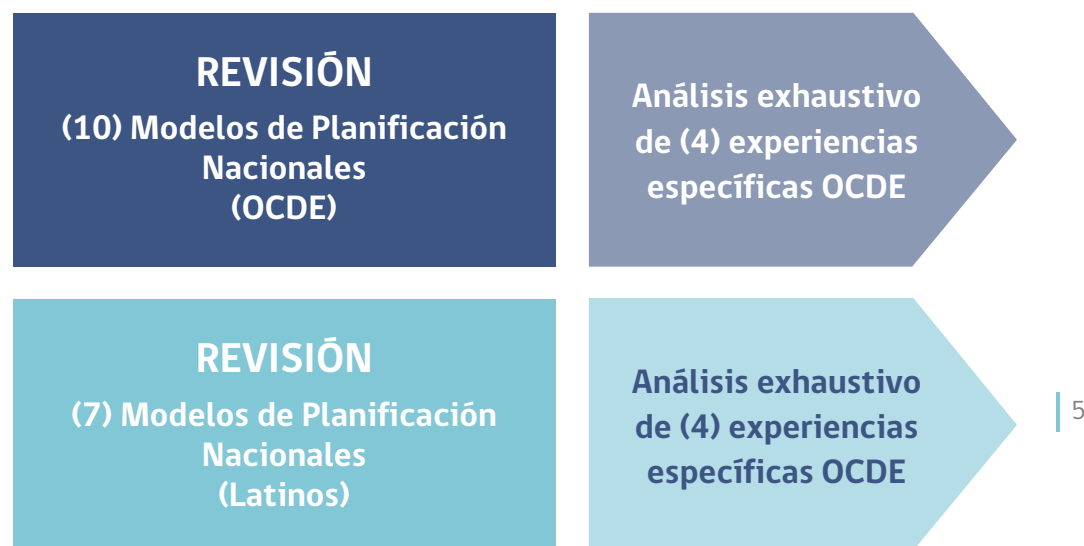 REVISIÓN
(10) Modelos de Planificación
Nacionales
(OCDE)
Análisis exhaustivo
de (4) experiencias
específicas OCDE
REVISIÓN
(7) Modelos de Planificación
Nacionales
(Latinos)
Análisis exhaustivo
de (4) experiencias
específicas OCDE
5